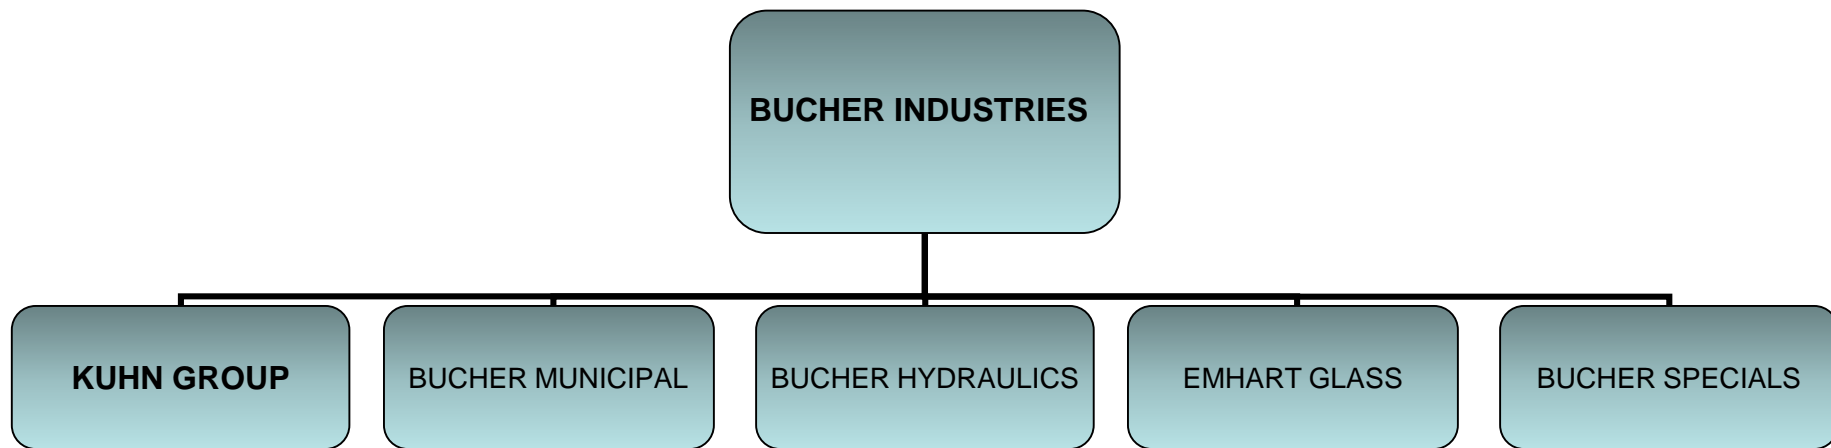 BUCHER INDUSTRIES
KUHN GROUP
BUCHER MUNICIPAL
BUCHER HYDRAULICS
EMHART GLASS
BUCHER SPECIALS